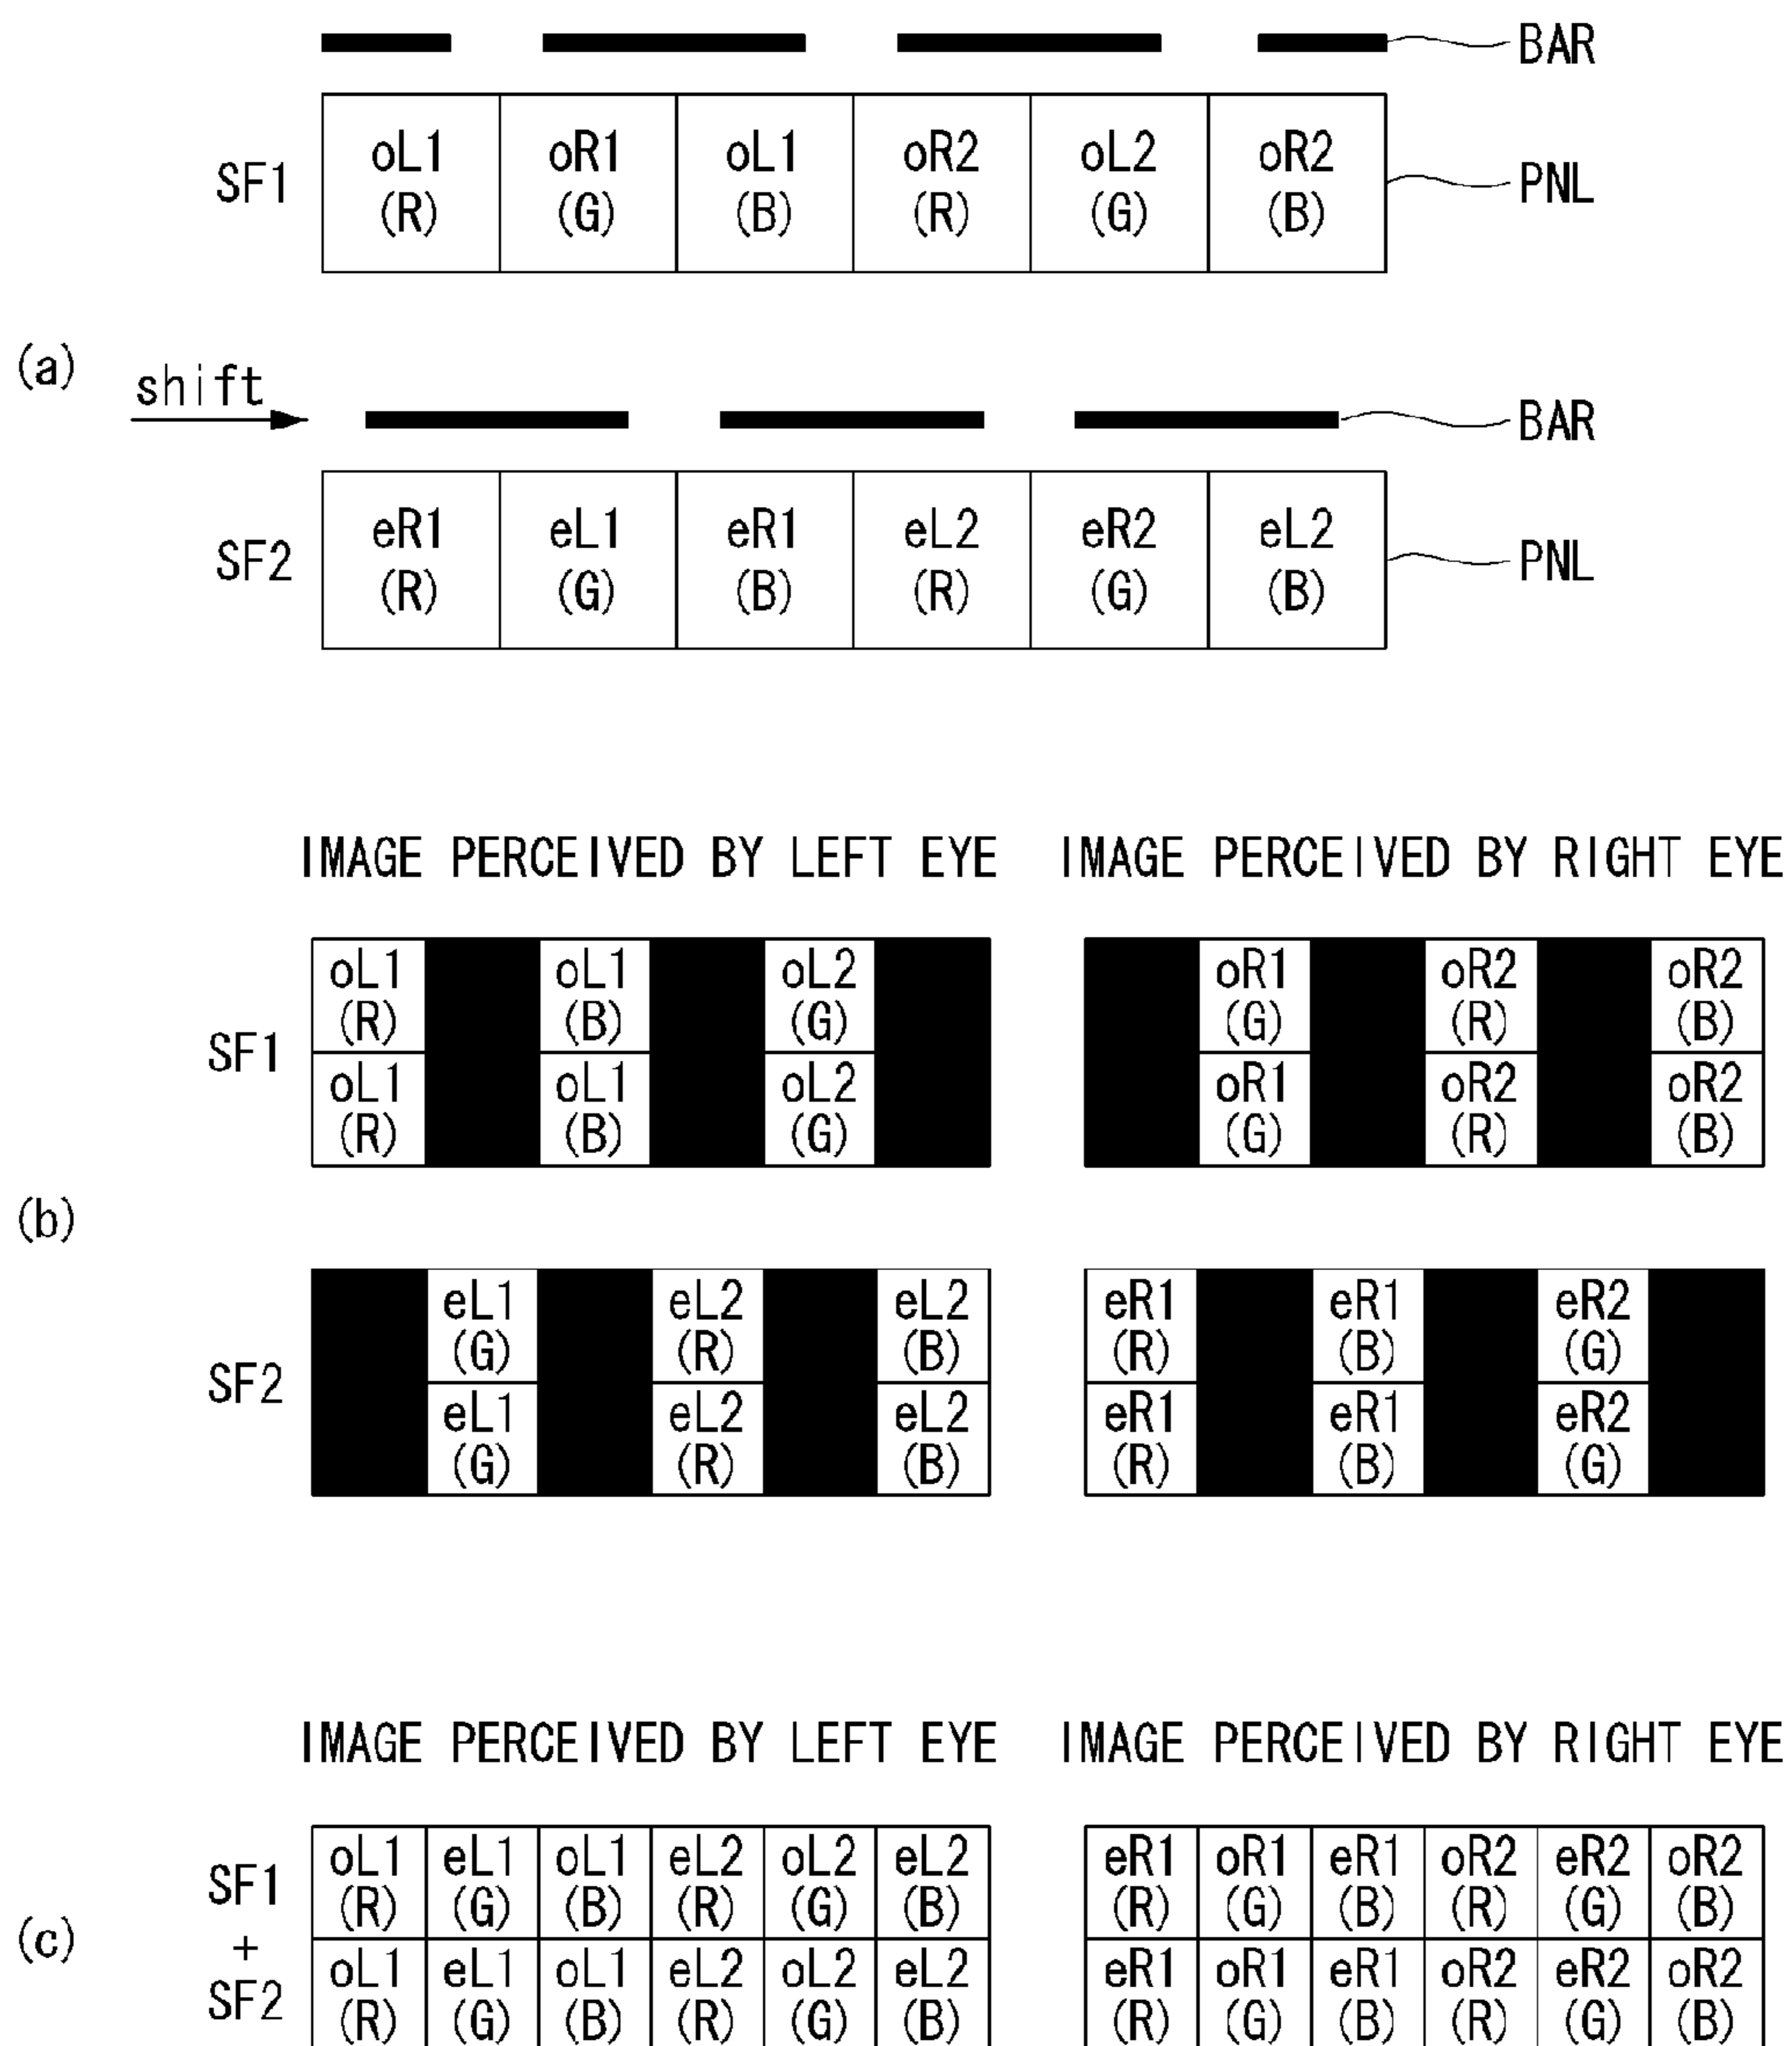 BAR
SF1
oL1 oR1 oL1 oR2 oL2 oR2
(R) (G) (B) (R) (G) (B)
PNL
(a)
shift
BAR
SF2
eR1 eL1 eR1 eL2 eR2 eL2
(R) (G) (B) (R) (G) (B)
PNL
IMAGE PERCEIVED BY LEFT EYE
IMAGE PERCEIVED BY RIGHT EYE
SF1
oL1 oL1 oL2
(R) (B) (G)
oL1 oL1 oL2
(R) (B) (G)
oR1 oR2 oR2
(G) (R) (B)
oR1 oR2 oR2
(G) (R) (B)
(b)
SF2
eL1 eL2 eL2
(G) (R) (B)
eL1 eL2 eL2
(G) (R) (B)
eR1 eR1 eR2
(R) (B) (G)
eR1 eR1 eR2
(R) (B) (G)
IMAGE PERCEIVED BY LEFT EYE
IMAGE PERCEIVED BY RIGHT EYE
(c)
SF1
+
SF2
oL1 eL1 oL1 eL2 oL2 eL2
(R) (G) (B) (R) (G) (B)
oL1 eL1 oL1 eL2 oL2 eL2
(R) (G) (B) (R) (G) (B)
eR1 oR1 eR1 oR2 eR2 oR2
(R) (G) (B) (R) (G) (B)
eR1 oR1 eR1 oR2 eR2 oR2
(R) (G) (B) (R) (G) (B)